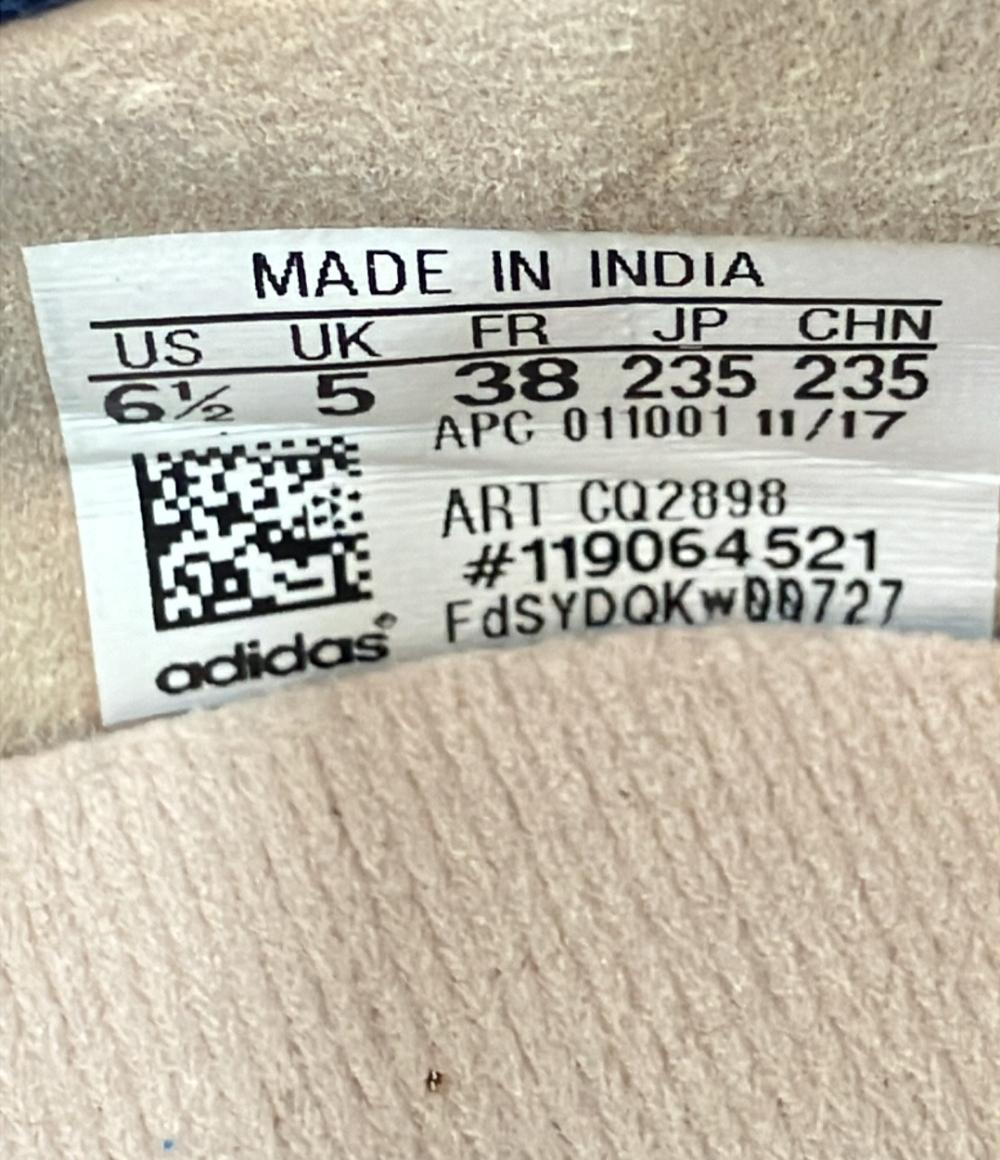 MADE IN INDIA
US UK FR JP CHN
6½ 5 38 235 235
APC 011001 11/17
ART CQ2898
#119064521
FdSYDQKw00727
adidas®